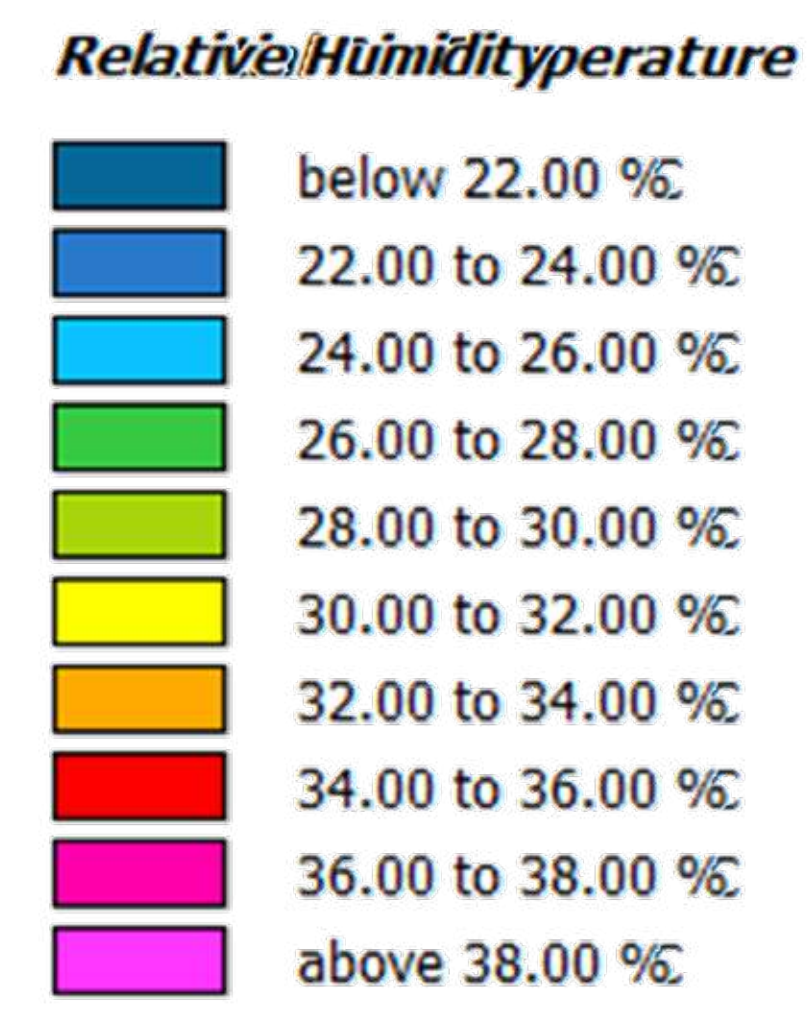 Relative Humidityperature
below 22.00 %C
22.00 to 24.00 %C
24.00 to 26.00 %C
26.00 to 28.00 %C
28.00 to 30.00 %C
30.00 to 32.00 %C
32.00 to 34.00 %C
34.00 to 36.00 %C
36.00 to 38.00 %C
above 38.00 %C